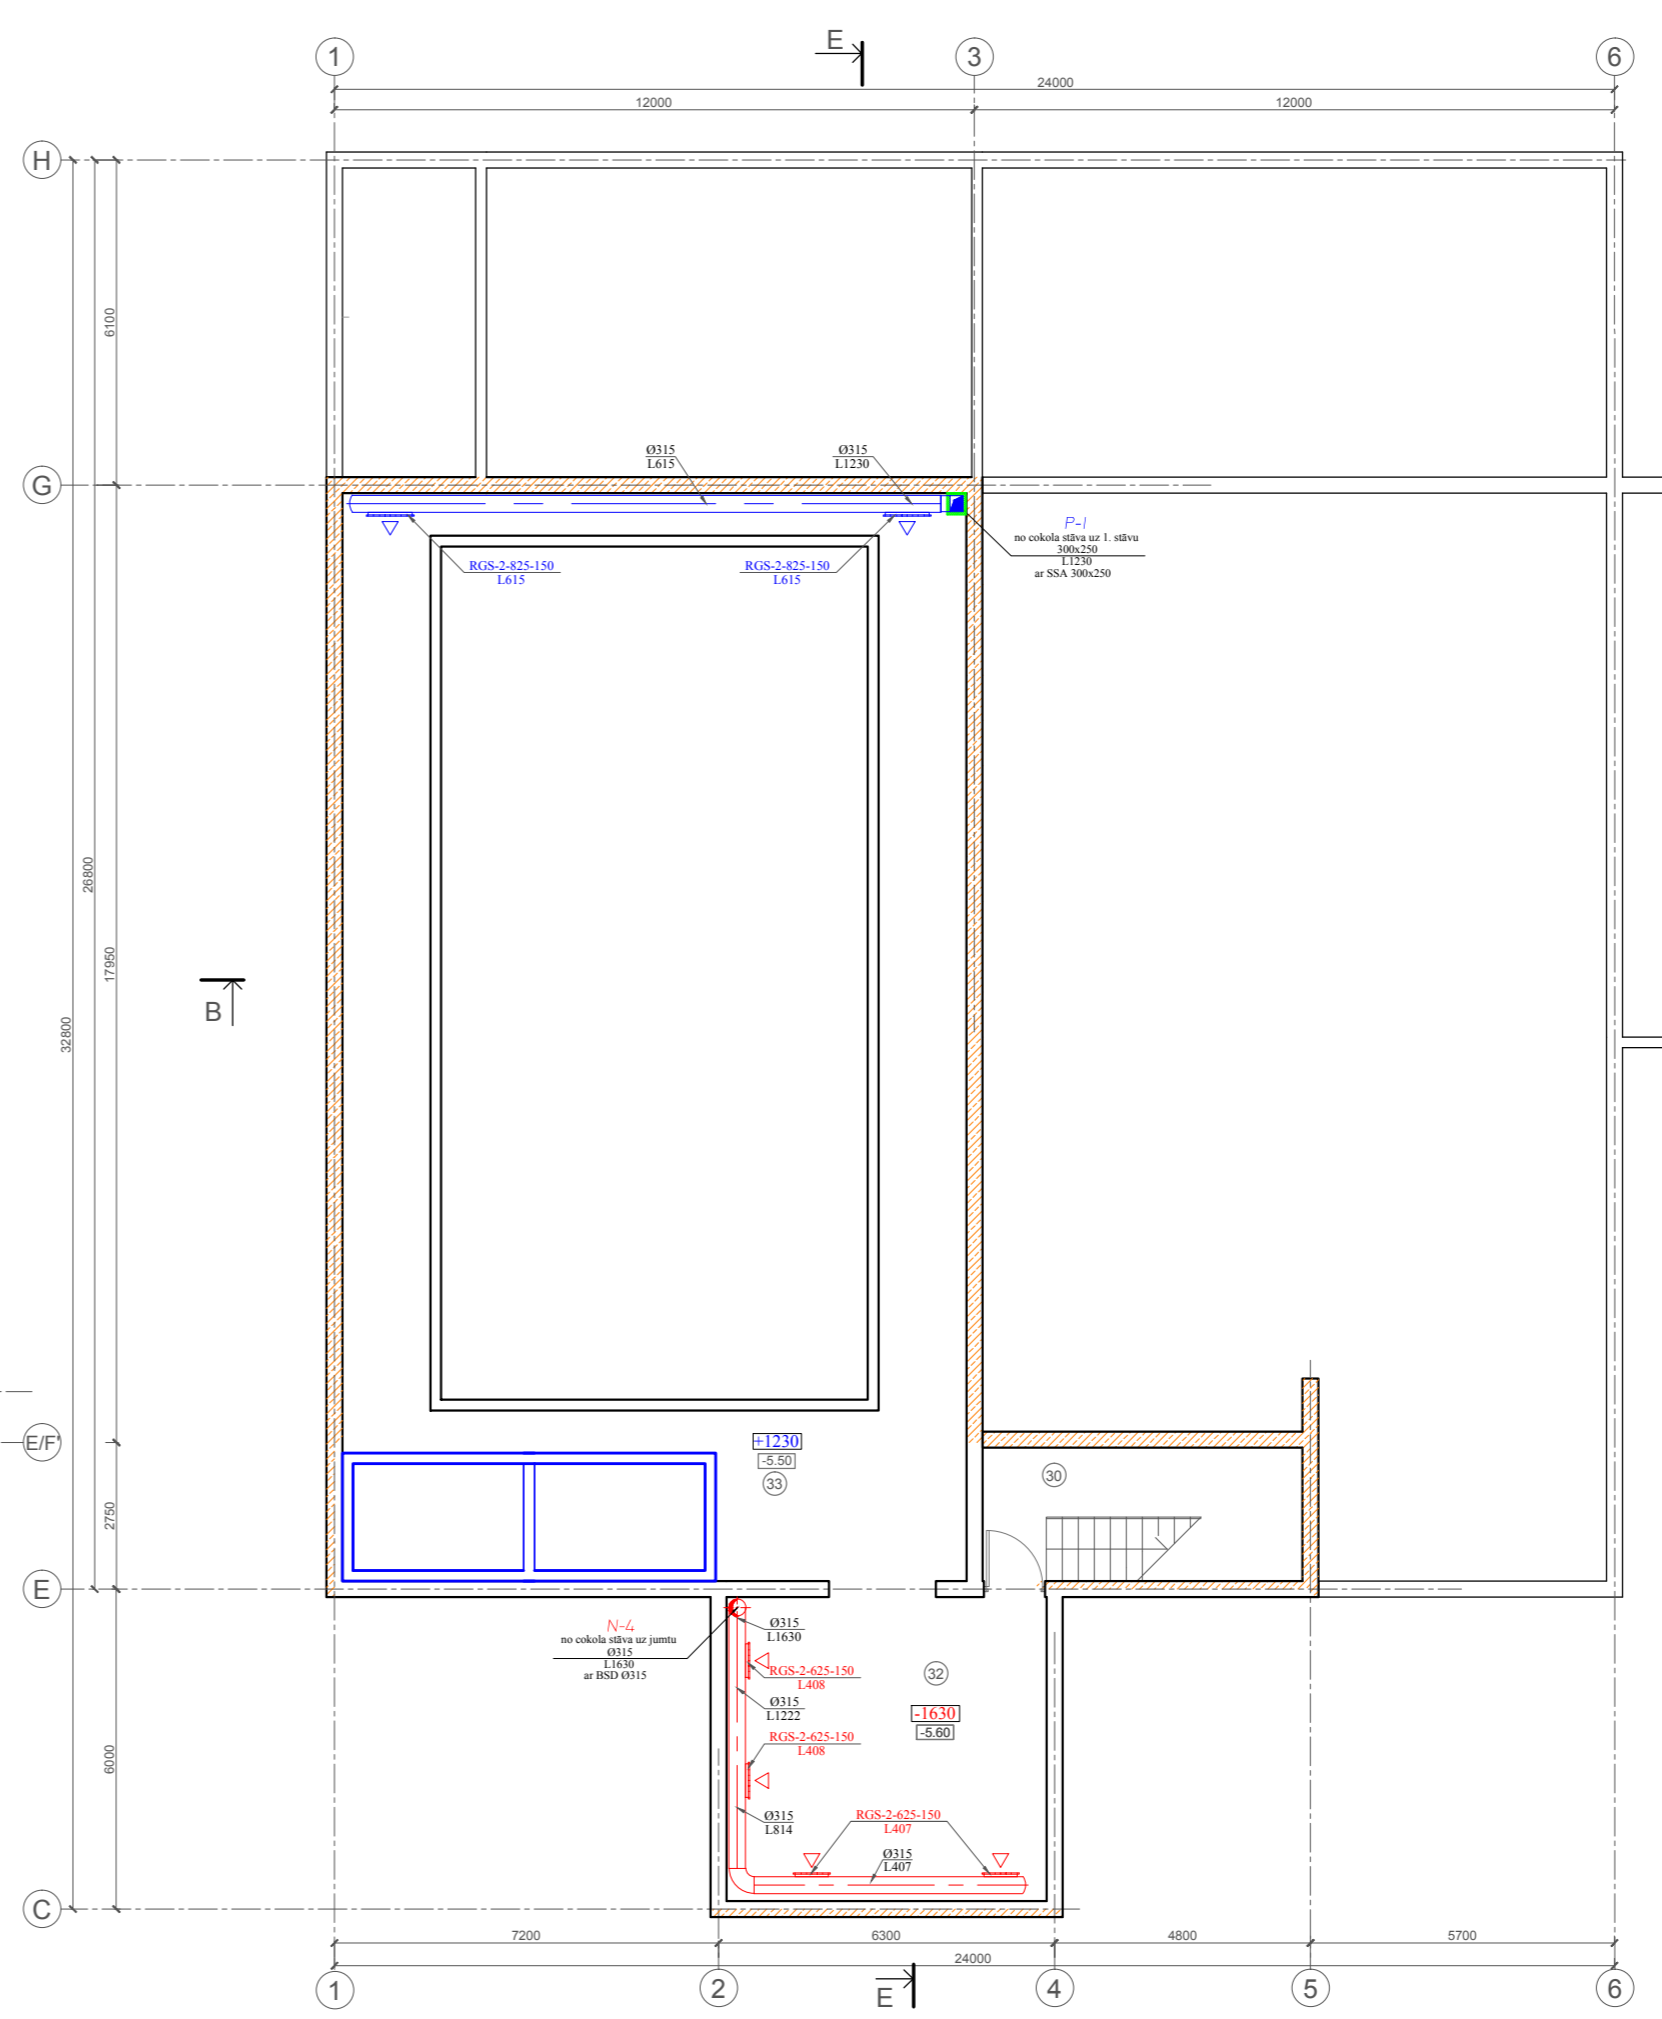 E
1
3
6
24000
12000
12000
H
6100
G
Ø315
L615
Ø315
L1230
P-1
no cokola stāva uz 1. stāvu
300x250
L1230
ar SSA 300x250
RGS-2-825-150
L615
RGS-2-825-150
L615
26800
17950
32800
B
E/F'
+1230
-5.50
33
30
2750
E
N-4
no cokola stāva uz jumtu
Ø315
L1630
ar BSD Ø315
Ø315
L1630
RGS-2-625-150
L408
32
Ø315
L1222
-1630
-5.60
RGS-2-625-150
L408
6000
Ø315
L814
RGS-2-625-150
L407
Ø315
L407
C
7200
6300
4800
5700
24000
1
2
4
5
6
E